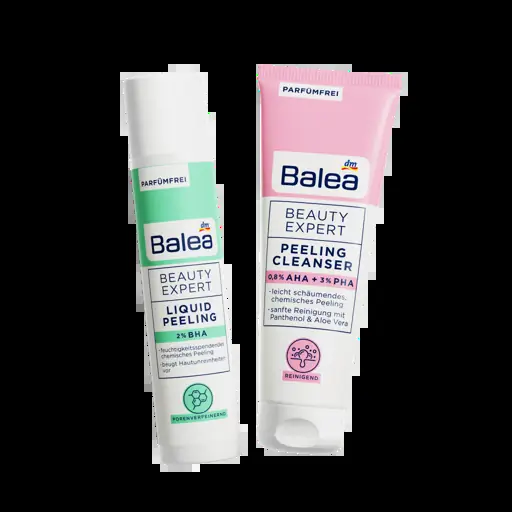 PARFÜMFREI
dm
Balea
BEAUTY
EXPERT
LIQUID
PEELING
2% BHA
-feuchtigkeitsspendendes
chemisches Peeling
-beugt Hautunreinheiten
vor
PORENVERFEINERND
PARFÜMFREI
dm
Balea
BEAUTY
EXPERT
PEELING
CLEANSER
0,8% AHA + 3% PHA
-leicht schäumendes,
chemisches Peeling
-sanfte Reinigung mit
Panthenol & Aloe Vera
REINIGEND